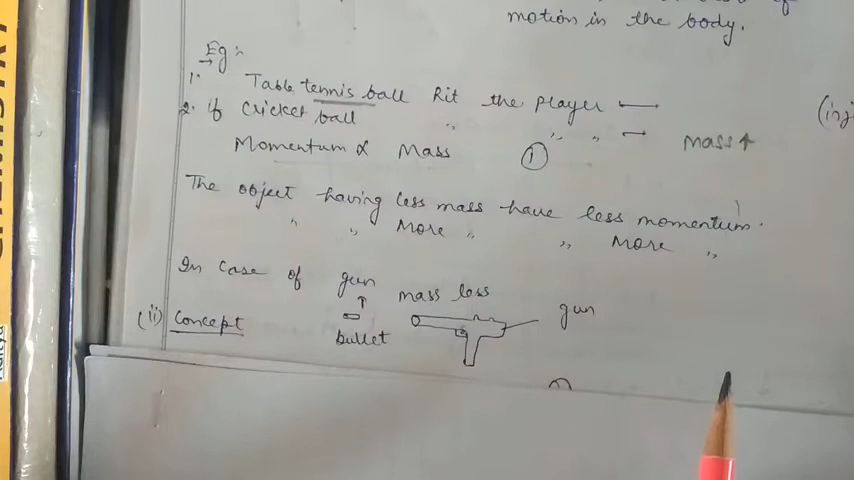 motion in the body.
Eg:
1. Table tennis ball hit the player
2. if cricket ball " " " Mass ↑
Momentum ∝ Mass ①
The object having less mass have less momentum.
" " More " " More "
In case of gun mass less
↑
(ii) Concept bullet gun